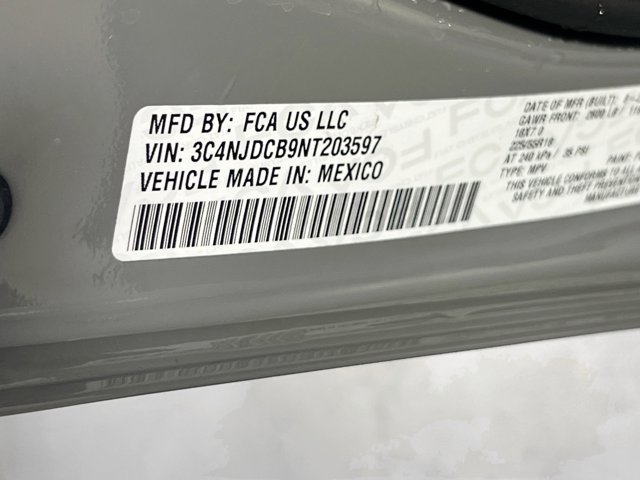 MFD BY: FCA US LLC
VIN: 3C4NJDCB9NT203597
VEHICLE MADE IN: MEXICO
DATE OF MFR (BUILT):
GAWR FRONT:
18X7.0
225/55R18
AT 240 kPa / 35 PSI
TYPE: MPV
THIS VEHICLE CONFORMS TO ALL
SAFETY AND THEFT